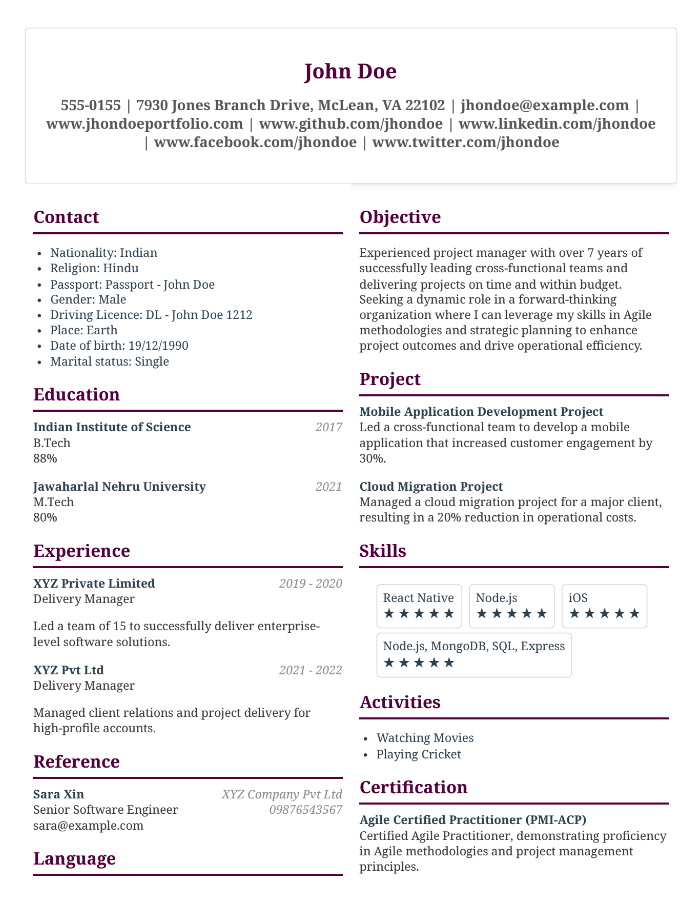 John Doe
555-0155 | 7930 Jones Branch Drive, McLean, VA 22102 | jhondoe@example.com |
www.jhondoeportfolio.com | www.github.com/jhondoe | www.linkedin.com/jhondoe
| www.facebook.com/jhondoe | www.twitter.com/jhondoe
Contact
• Nationality: Indian
• Religion: Hindu
• Passport: Passport - John Doe
• Gender: Male
• Driving Licence: DL - John Doe 1212
• Place: Earth
• Date of birth: 19/12/1990
• Marital status: Single
Education
Indian Institute of Science 2017
B.Tech
88%
Jawaharlal Nehru University 2021
M.Tech
80%
Experience
XYZ Private Limited 2019 - 2020
Delivery Manager
Led a team of 15 to successfully deliver enterprise-
level software solutions.
XYZ Pvt Ltd 2021 - 2022
Delivery Manager
Managed client relations and project delivery for
high-profile accounts.
Reference
Sara Xin XYZ Company Pvt Ltd
Senior Software Engineer 09876543567
sara@example.com
Language
Objective
Experienced project manager with over 7 years of
successfully leading cross-functional teams and
delivering projects on time and within budget.
Seeking a dynamic role in a forward-thinking
organization where I can leverage my skills in Agile
methodologies and strategic planning to enhance
project outcomes and drive operational efficiency.
Project
Mobile Application Development Project
Led a cross-functional team to develop a mobile
application that increased customer engagement by
30%.
Cloud Migration Project
Managed a cloud migration project for a major client,
resulting in a 20% reduction in operational costs.
Skills
React Native Node.js iOS
★★★★★ ★★★★★ ★★★★★
Node.js, MongoDB, SQL, Express
★★★★★
Activities
• Watching Movies
• Playing Cricket
Certification
Agile Certified Practitioner (PMI-ACP)
Certified Agile Practitioner, demonstrating proficiency
in Agile methodologies and project management
principles.